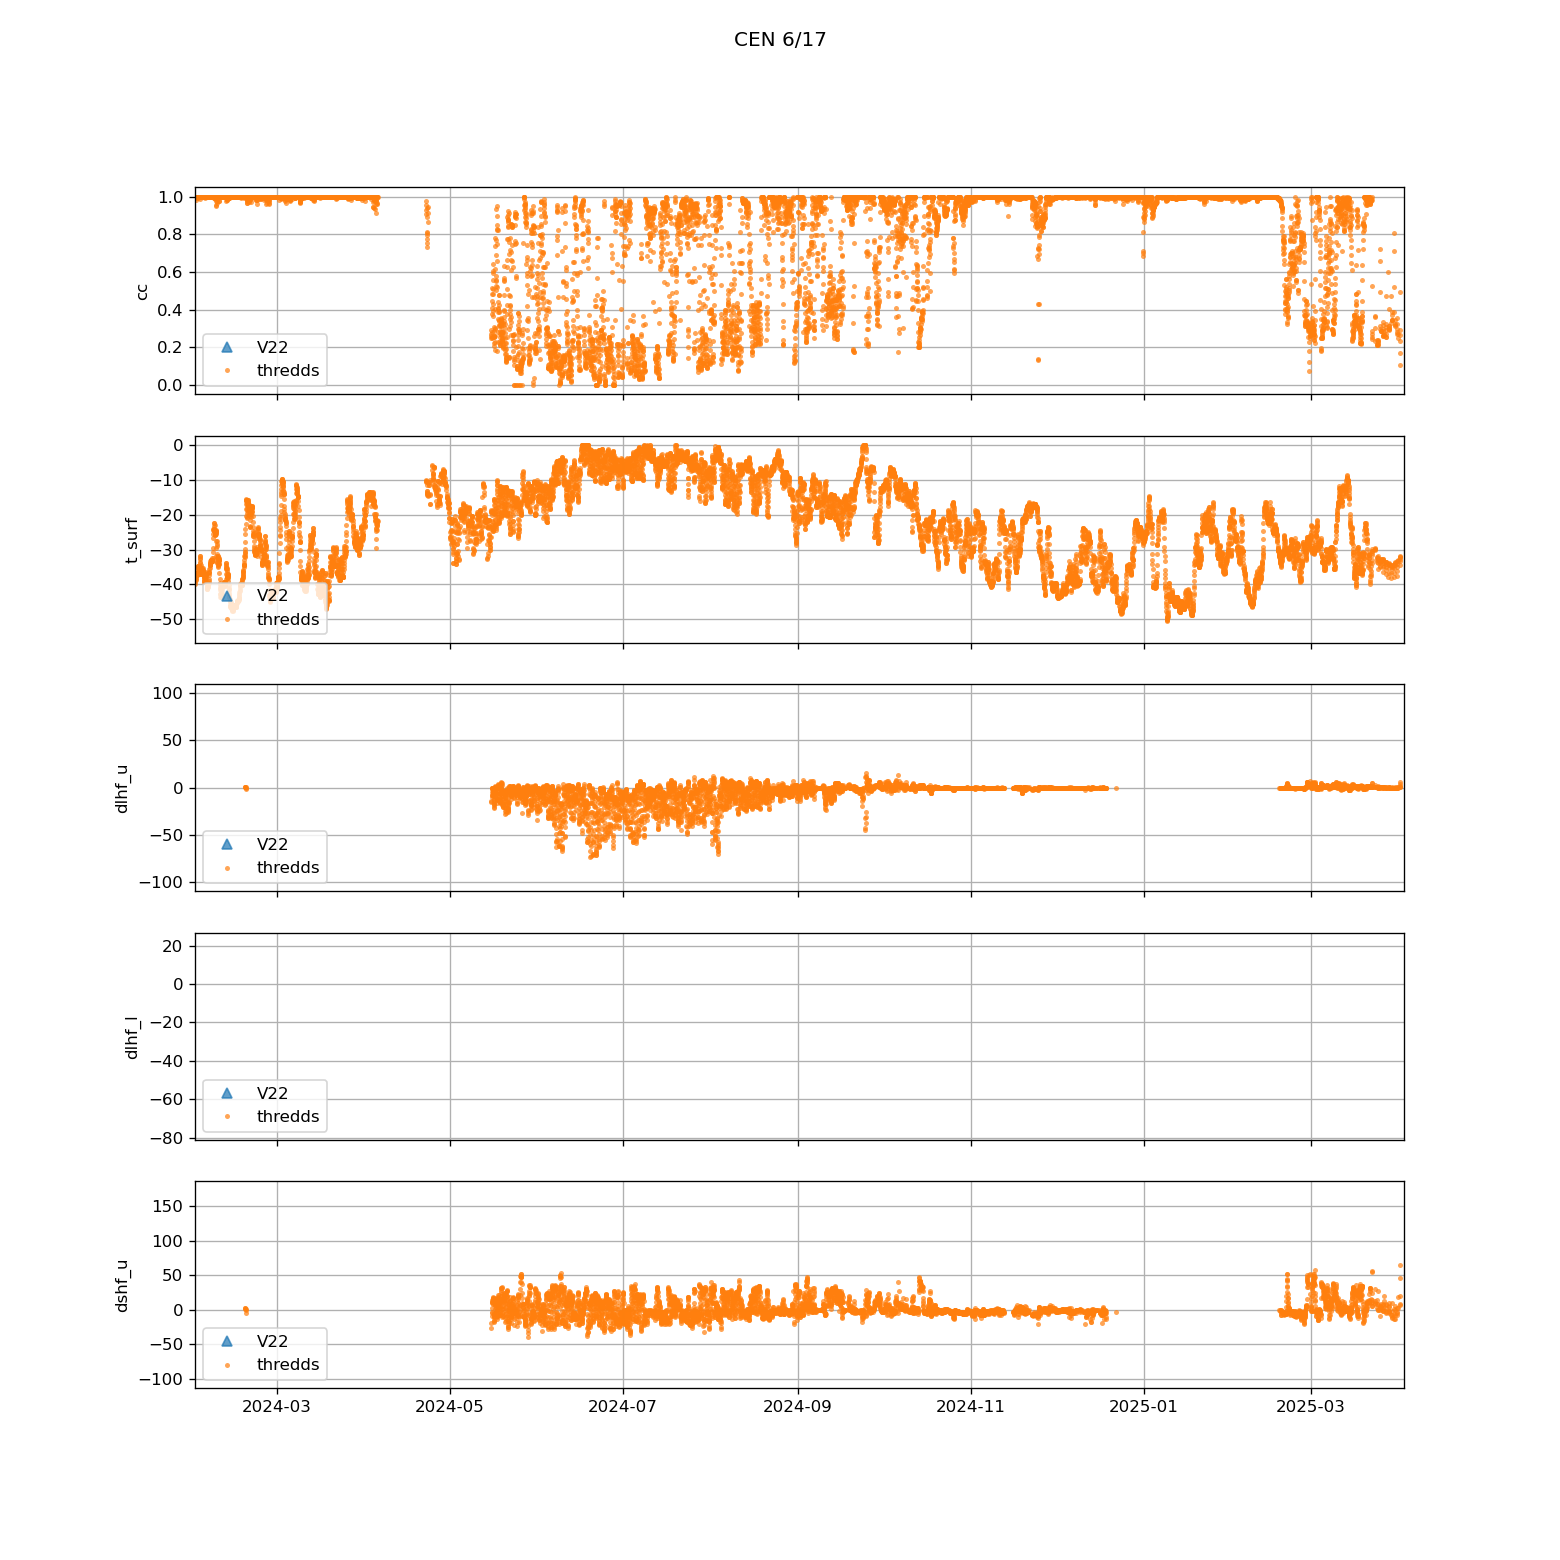 CEN 6/17
1.0
0.8
0.6
0.4
0.2
0.0
cc
V22
thredds
0
−10
−20
−30
−40
−50
t_surf
V22
thredds
100
50
0
−50
−100
dlhf_u
V22
thredds
20
0
−20
−40
−60
−80
dlhf_l
V22
thredds
150
100
50
0
−50
−100
dshf_u
V22
thredds
2024-03 2024-05 2024-07 2024-09 2024-11 2025-01 2025-03